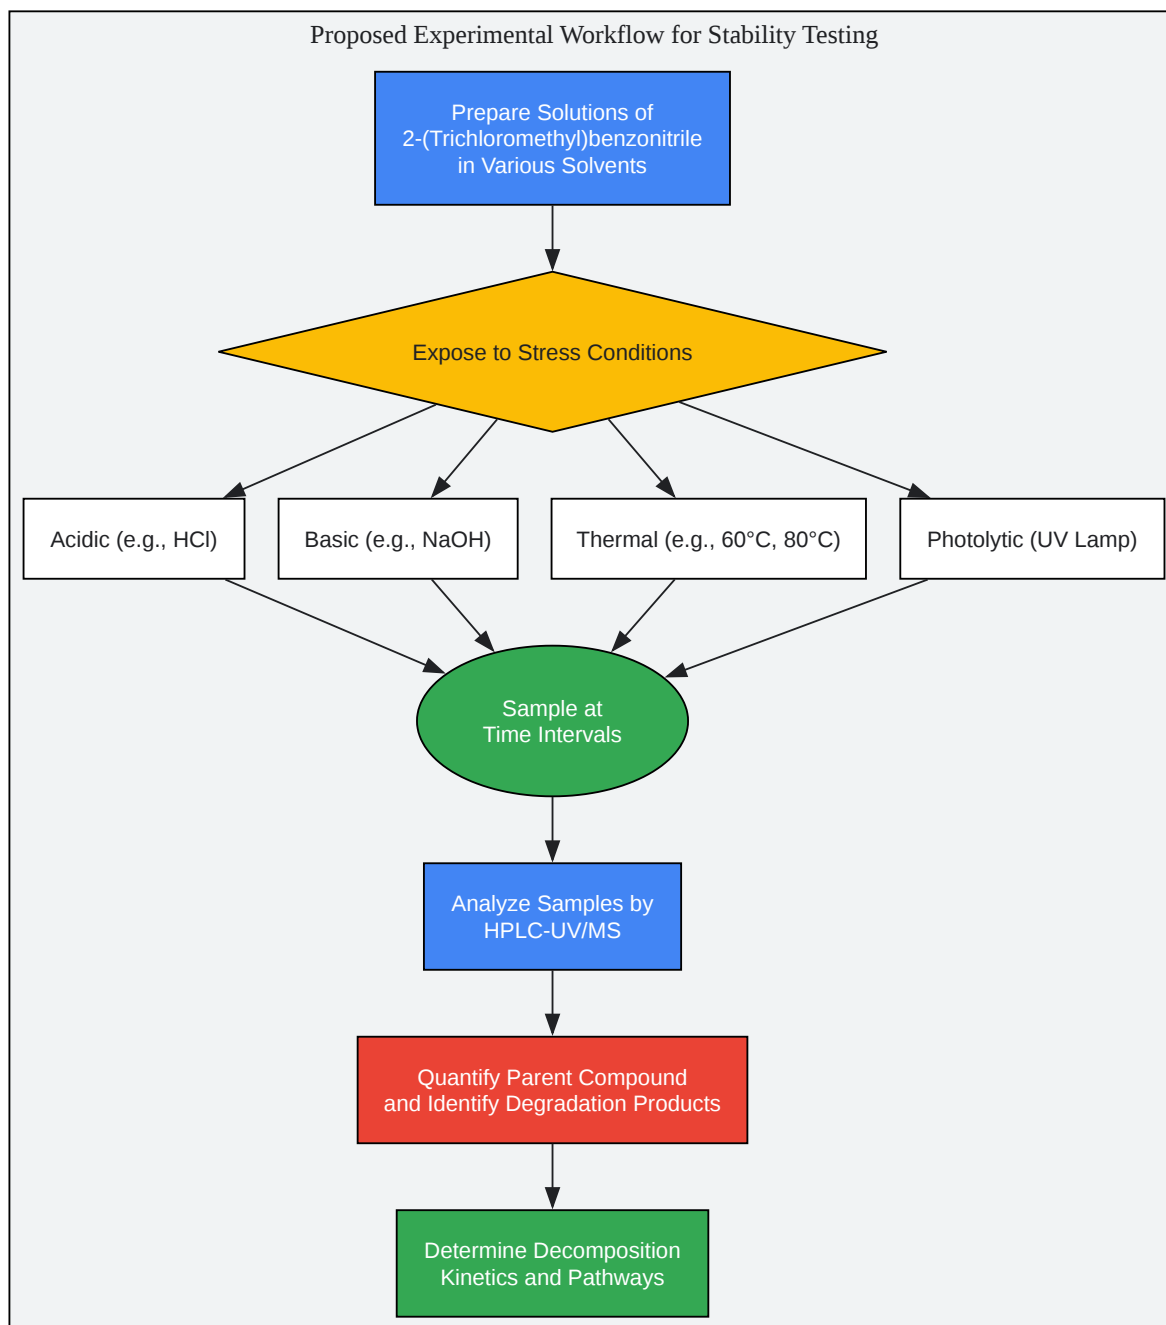 Proposed Experimental Workflow for Stability Testing
Prepare Solutions of
2-(Trichloromethyl)benzonitrile
in Various Solvents
Expose to Stress Conditions
Acidic (e.g., HCl)
Basic (e.g., NaOH)
Thermal (e.g., 60°C, 80°C)
Photolytic (UV Lamp)
Sample at
Time Intervals
Analyze Samples by
HPLC-UV/MS
Quantify Parent Compound
and Identify Degradation Products
Determine Decomposition
Kinetics and Pathways